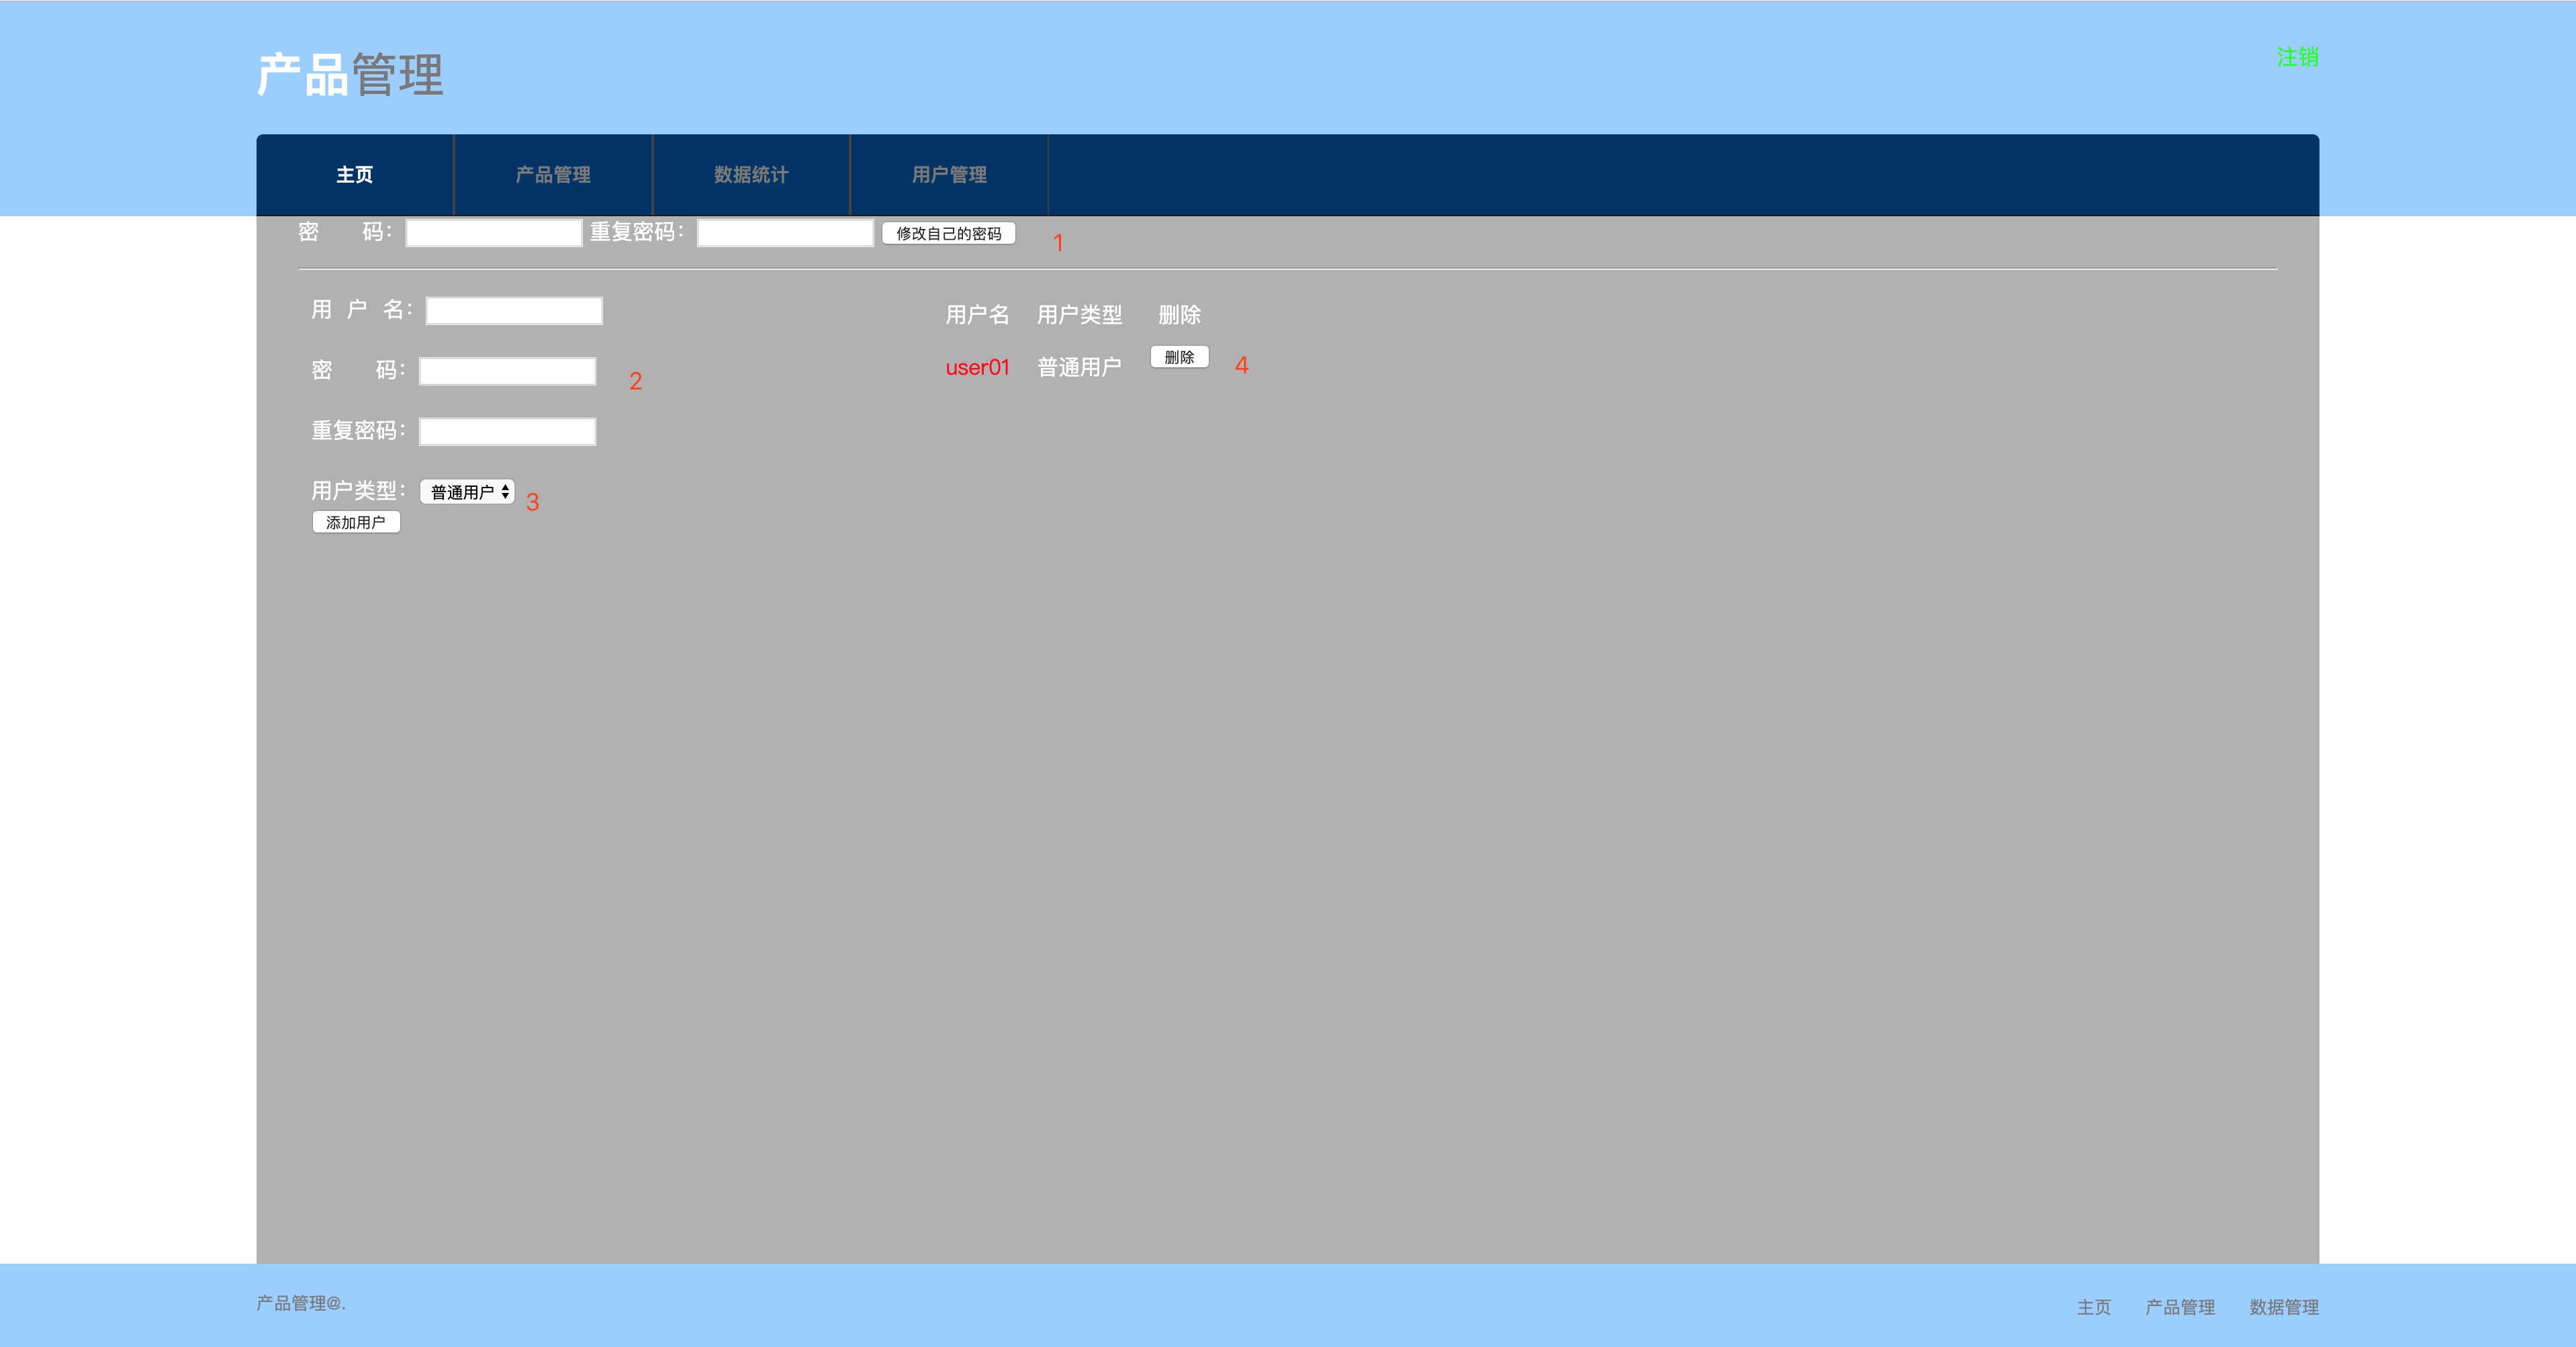 产品管理
注销
主页 产品管理 数据统计 用户管理
密 码： 重复密码： 修改自己的密码 1
用 户 名：
密 码： 2
重复密码：
用户类型： 普通用户 3
添加用户
用户名 用户类型 删除
user01 普通用户 删除 4
产品管理@.
主页 产品管理 数据管理